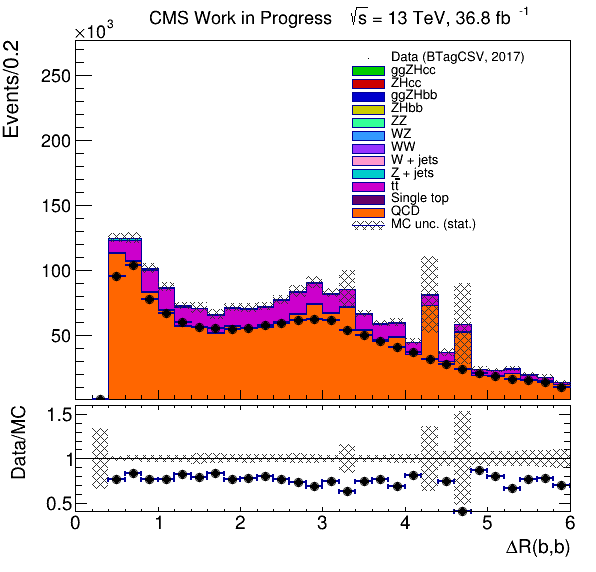 CMS Work in Progress √s = 13 TeV, 36.8 fb⁻¹
×10³
Events/0.2
250
200
150
100
50
Data (BTagCSV, 2017)
ggZHcc
ZHcc
ggZHbb
ZHbb
ZZ
WZ
WW
W + jets
Z + jets
tt̅
Single top
QCD
MC unc. (stat.)
Data/MC
1.5
1
0.5
0 1 2 3 4 5 6
ΔR(b,b)